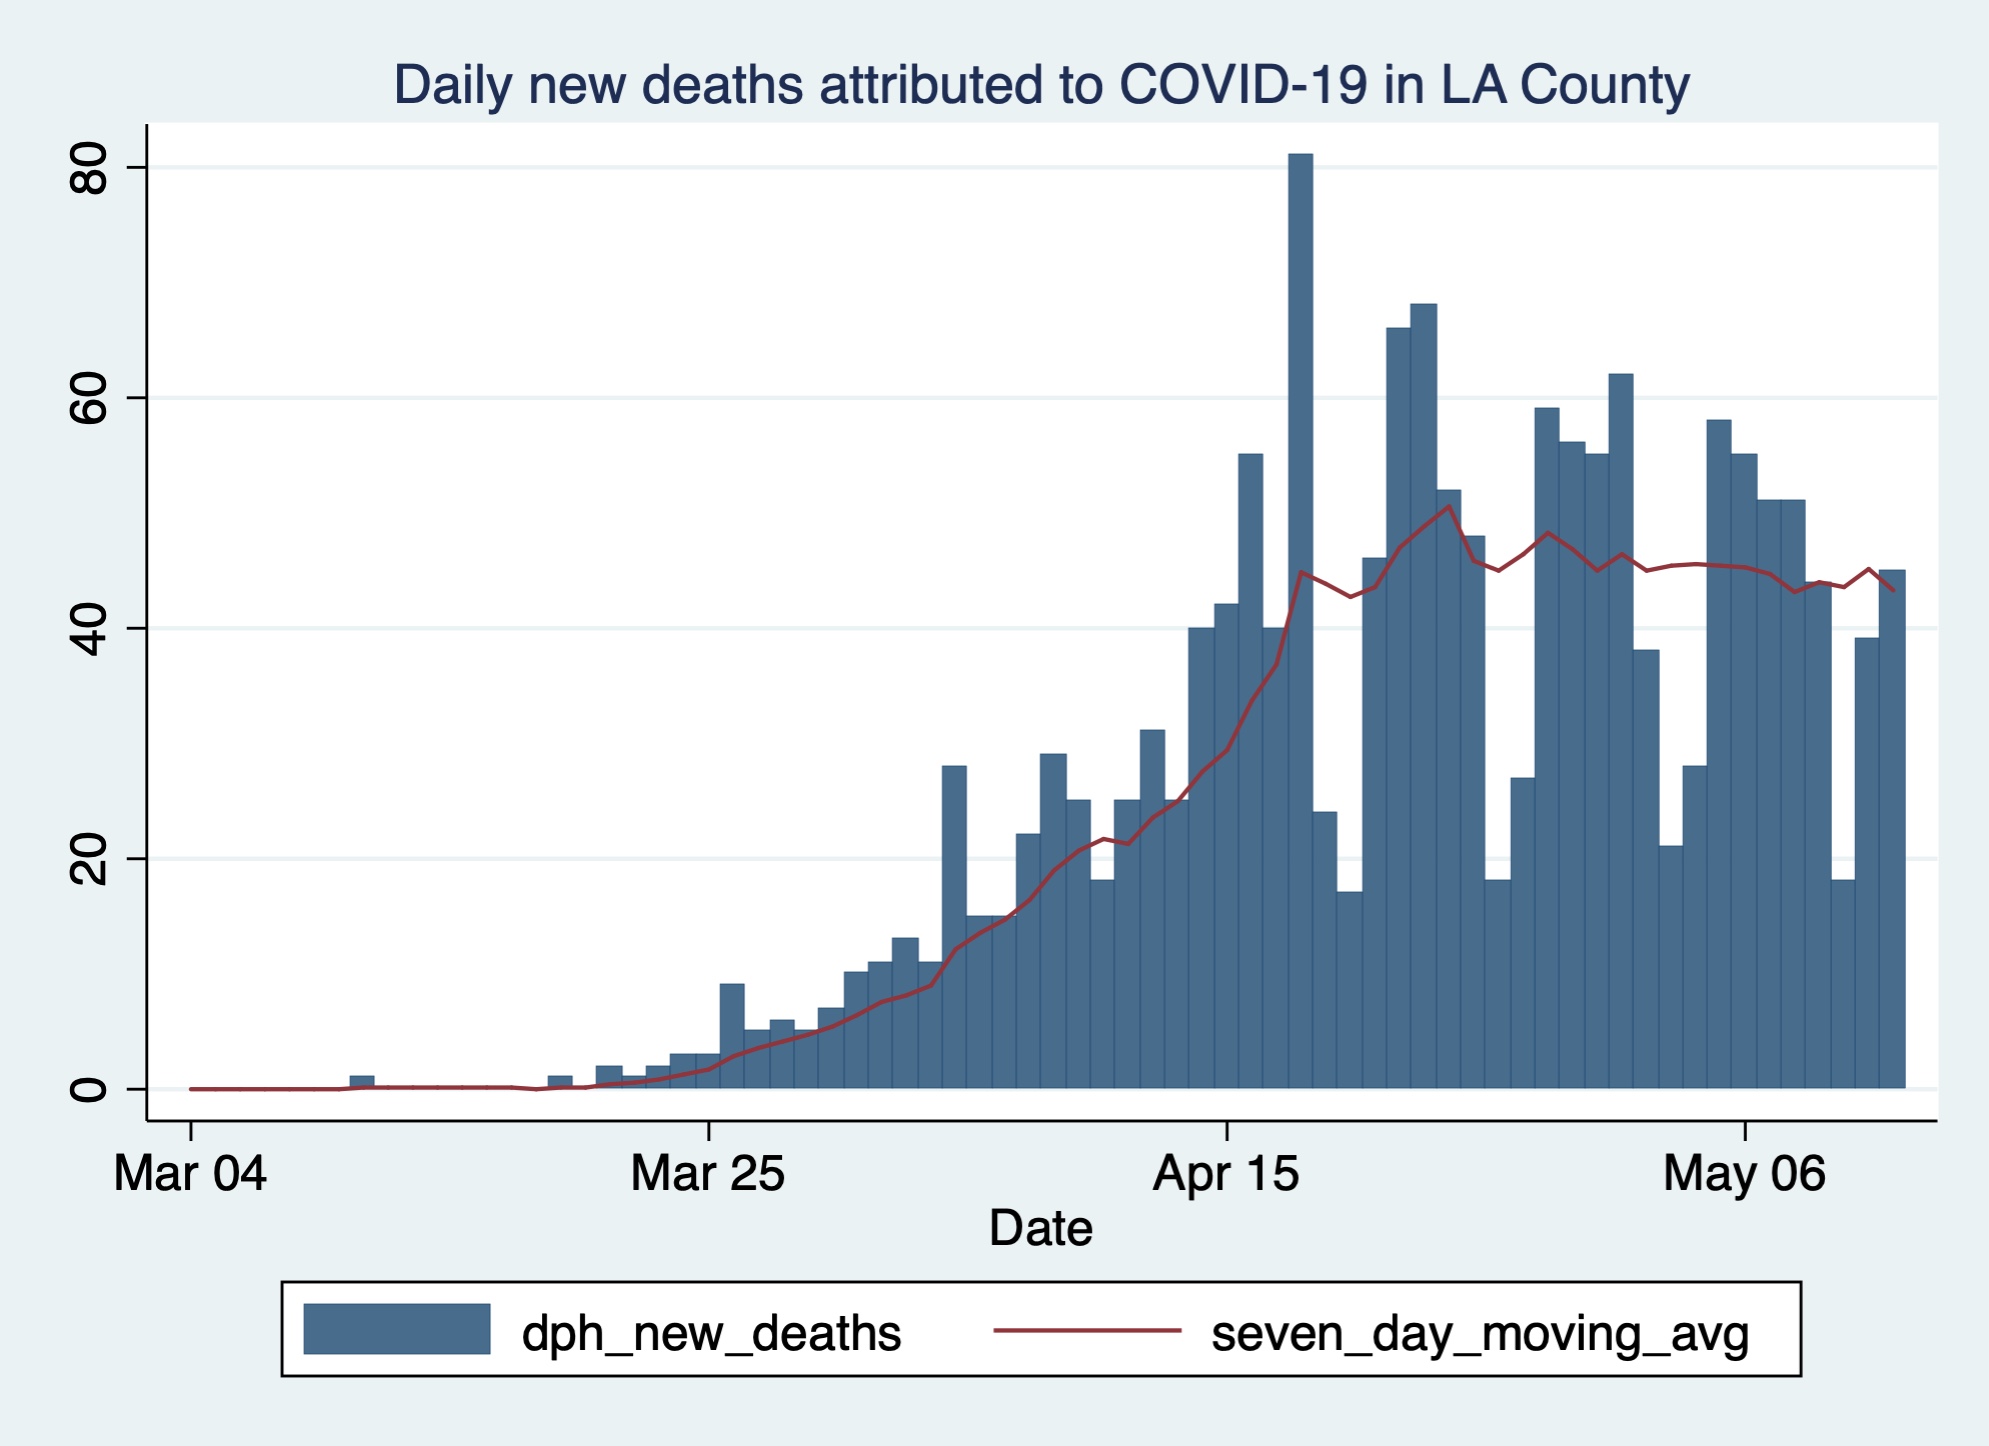 Daily new deaths attributed to COVID-19 in LA County
80
60
40
20
0
Mar 04 Mar 25 Apr 15 May 06
Date
dph_new_deaths seven_day_moving_avg